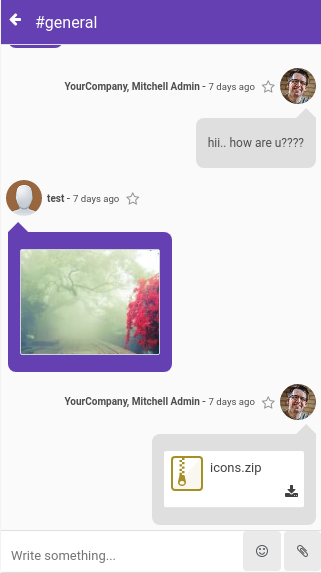 #general
YourCompany, Mitchell Admin - 7 days ago
hii.. how are u????
test - 7 days ago
YourCompany, Mitchell Admin - 7 days ago
icons.zip
Write something...